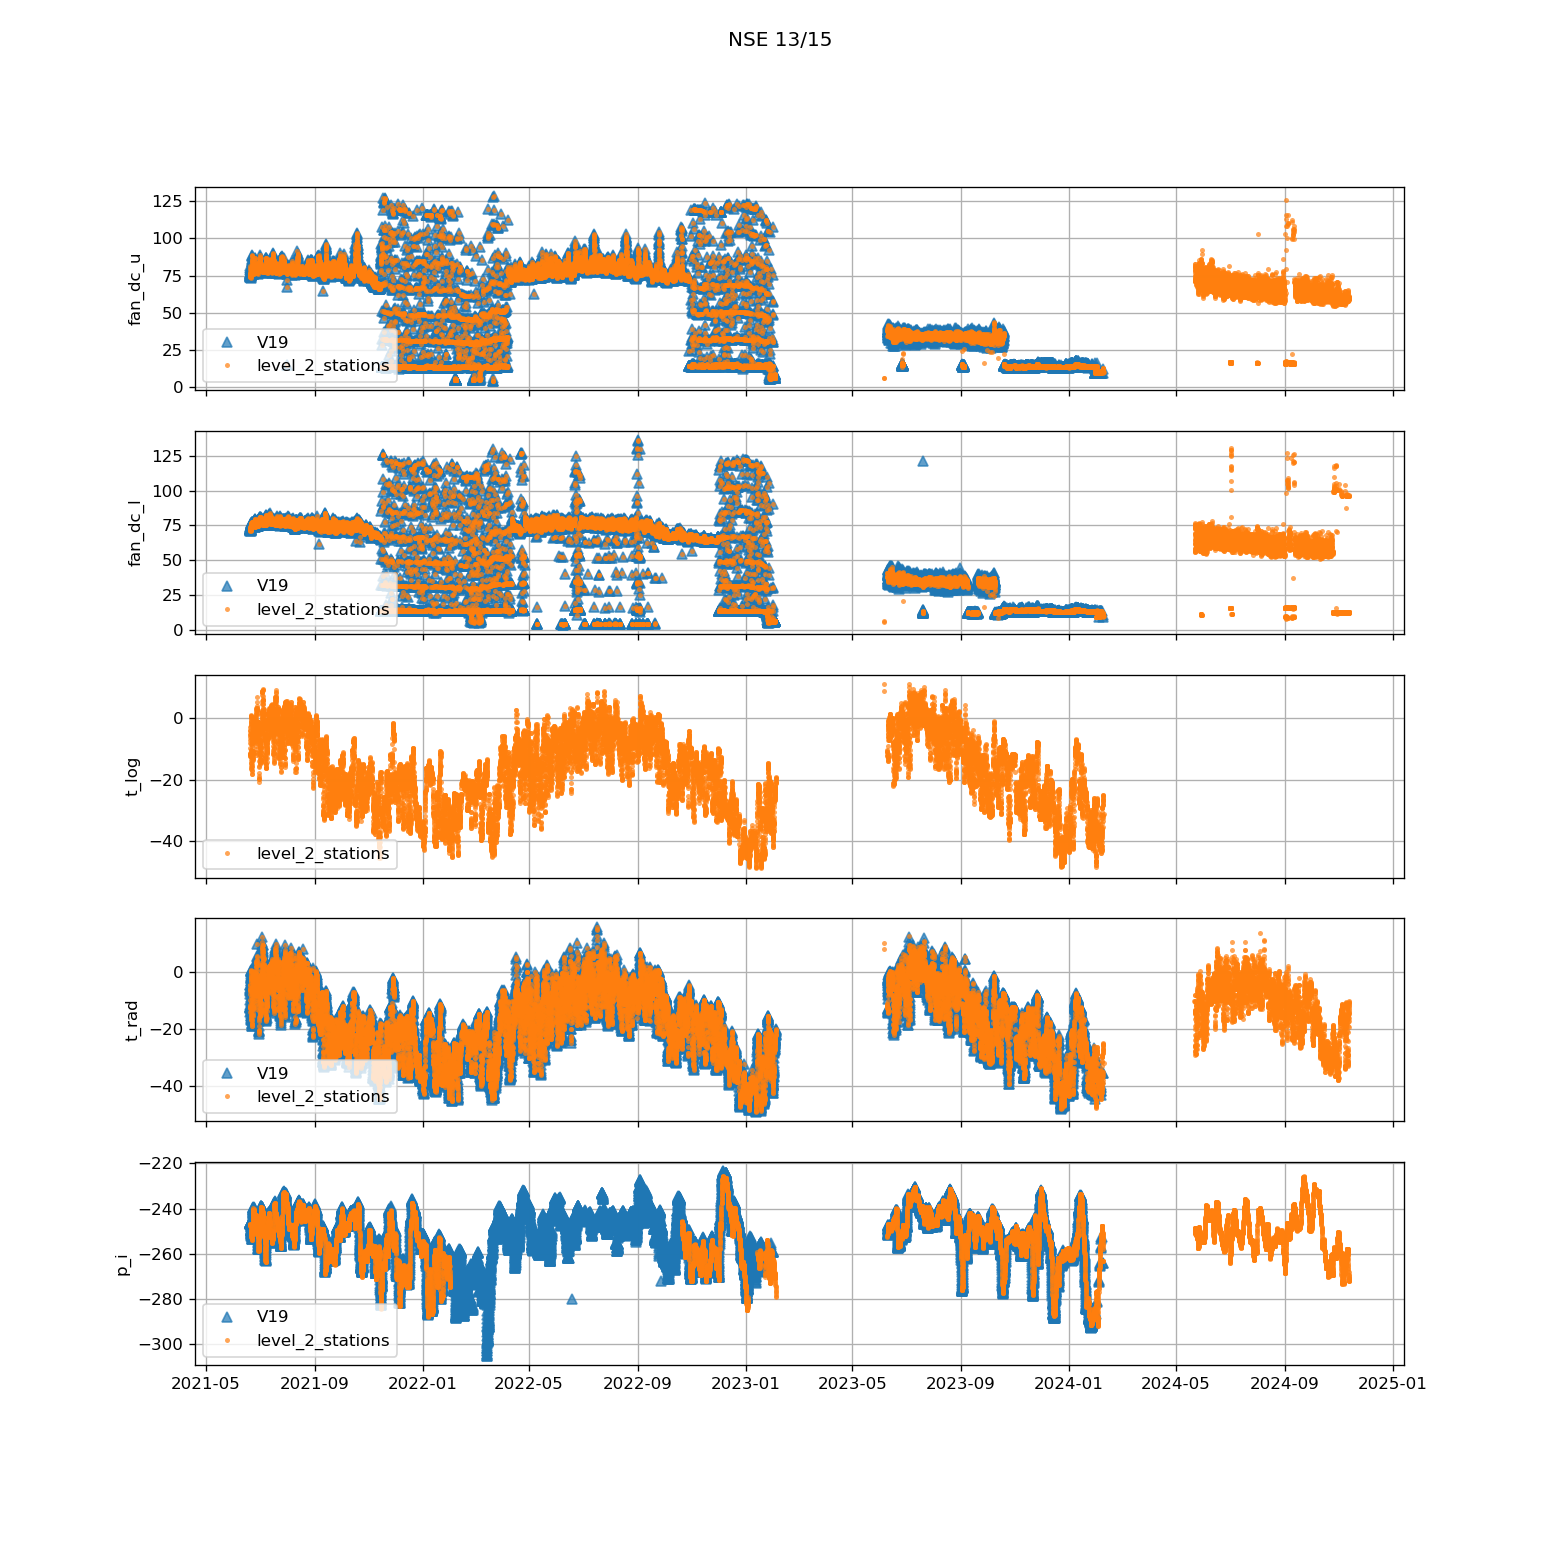 NSE 13/15
125
100
75
50
25
0
fan_dc_u
V19
level_2_stations
125
100
75
50
25
0
fan_dc_l
V19
level_2_stations
0
−20
−40
t_log
level_2_stations
0
−20
−40
t_rad
V19
level_2_stations
−220
−240
−260
−280
−300
p_i
V19
level_2_stations
2021-05 2021-09 2022-01 2022-05 2022-09 2023-01 2023-05 2023-09 2024-01 2024-05 2024-09 2025-01